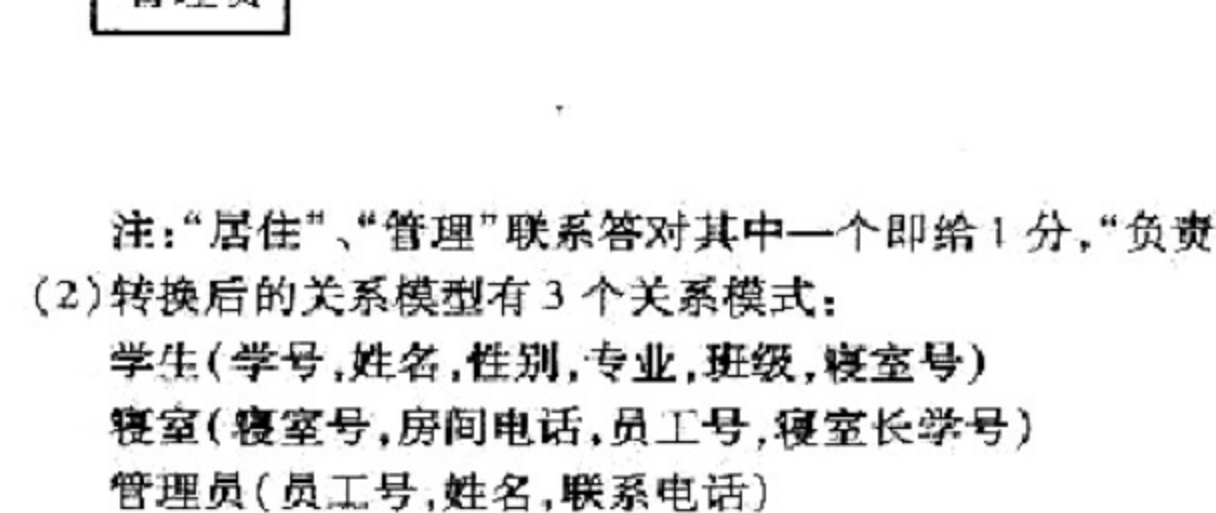 管理员
注:“居住”、“管理”联系答对其中一个即给1分,“负责
(2)转换后的关系模型有3个关系模式:
学生(学号,姓名,性别,专业,班级,寝室号)
寝室(寝室号,房间电话,员工号,寝室长学号)
管理员(员工号,姓名,联系电话)